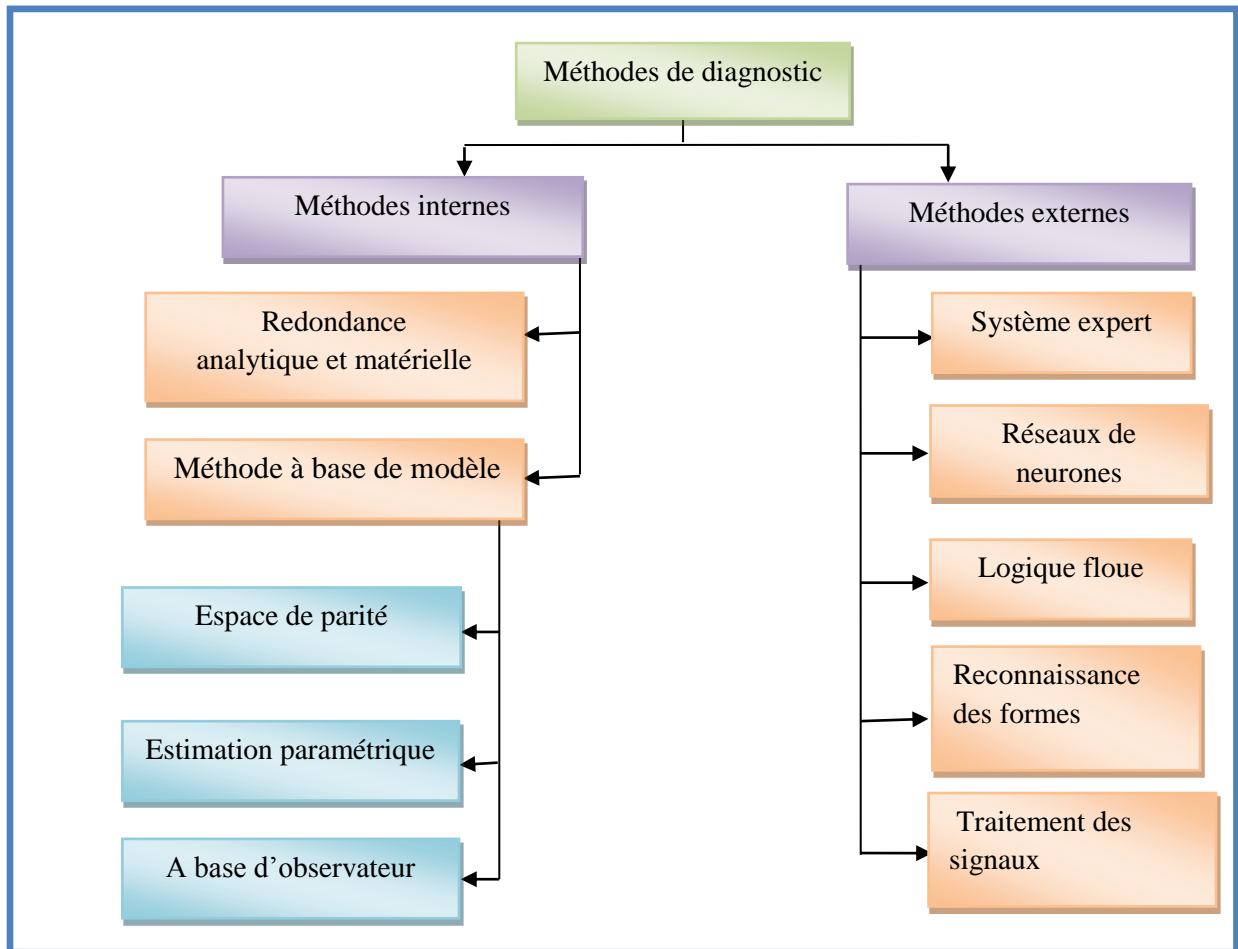 Méthodes de diagnostic
Méthodes internes
Méthodes externes
Redondance
analytique et matérielle
Méthode à base de modèle
Espace de parité
Estimation paramétrique
A base d’observateur
Système expert
Réseaux de
neurones
Logique floue
Reconnaissance
des formes
Traitement des
signaux